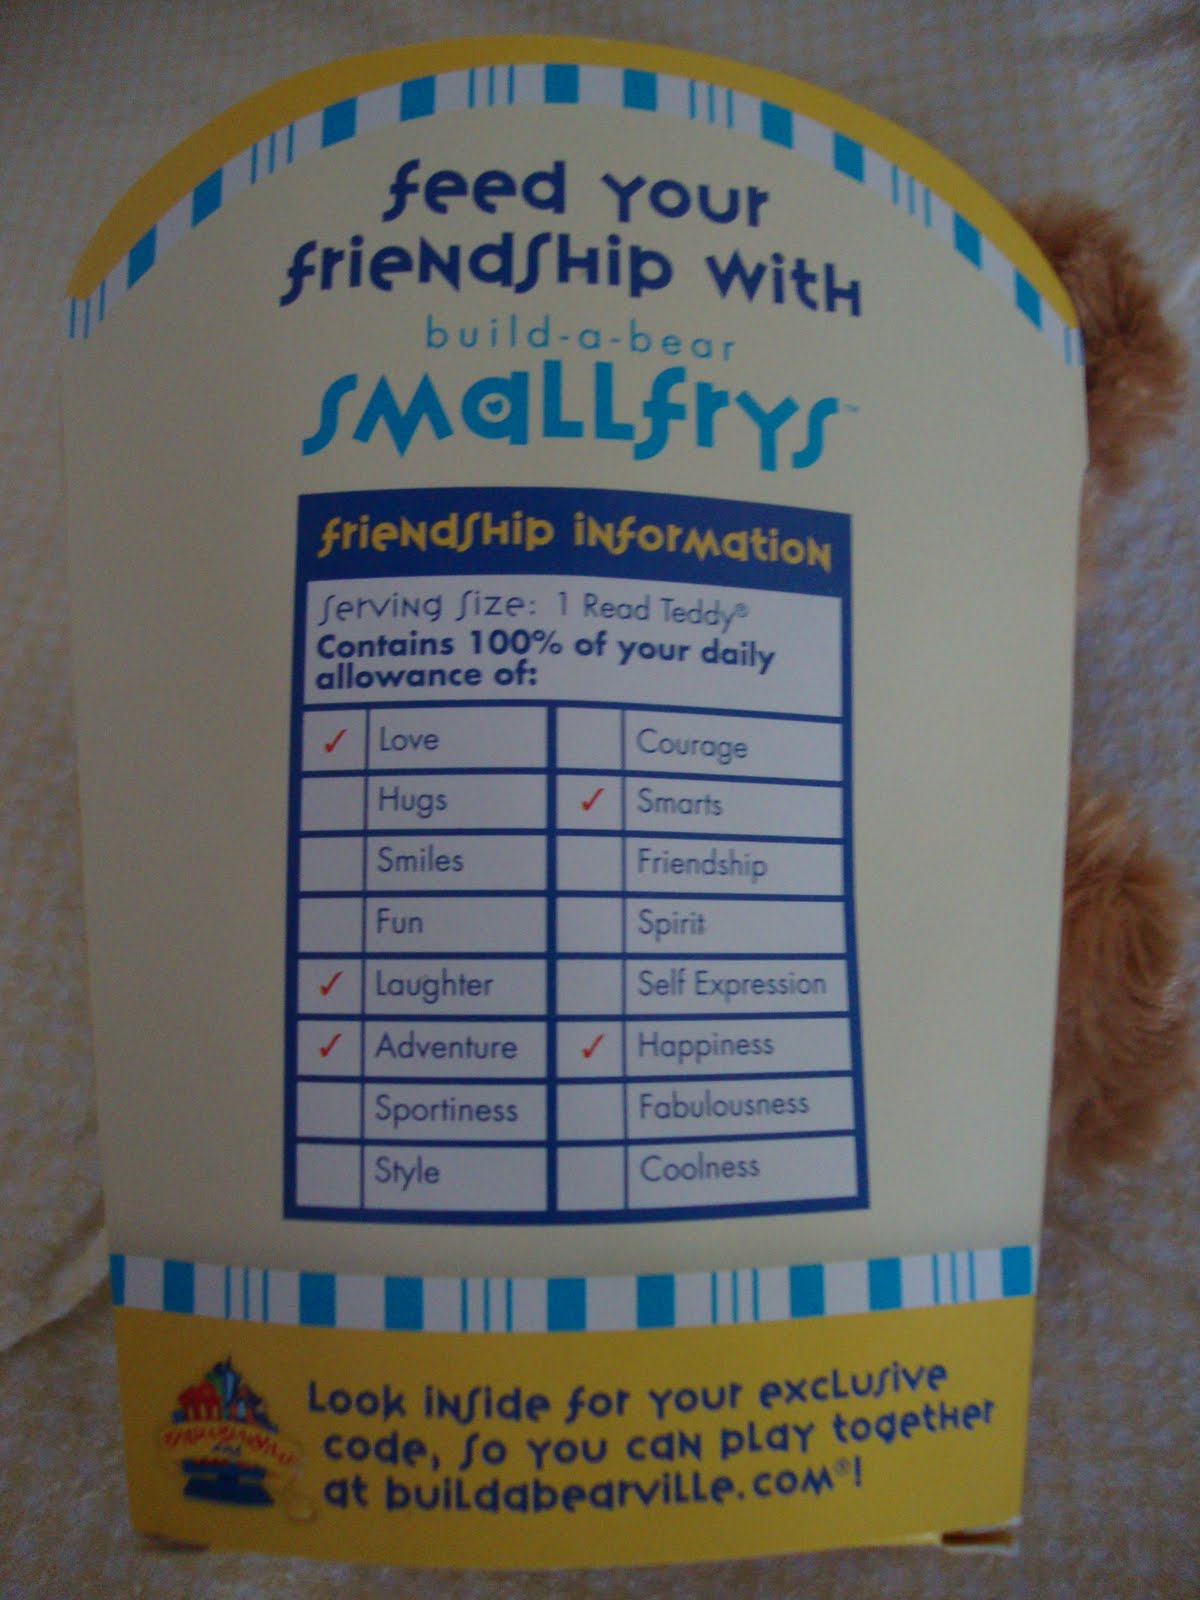 feed your
friendship with
build-a-bear
smallfrys™
friendship information
Serving Size: 1 Read Teddy®
Contains 100% of your daily
allowance of:
✓ Love
Courage
Hugs
✓ Smarts
Smiles
Friendship
Fun
Spirit
✓ Laughter
Self Expression
✓ Adventure
✓ Happiness
Sportiness
Fabulousness
Style
Coolness
Look inside for your exclusive
code, so you can play together
at buildabearville.com®!